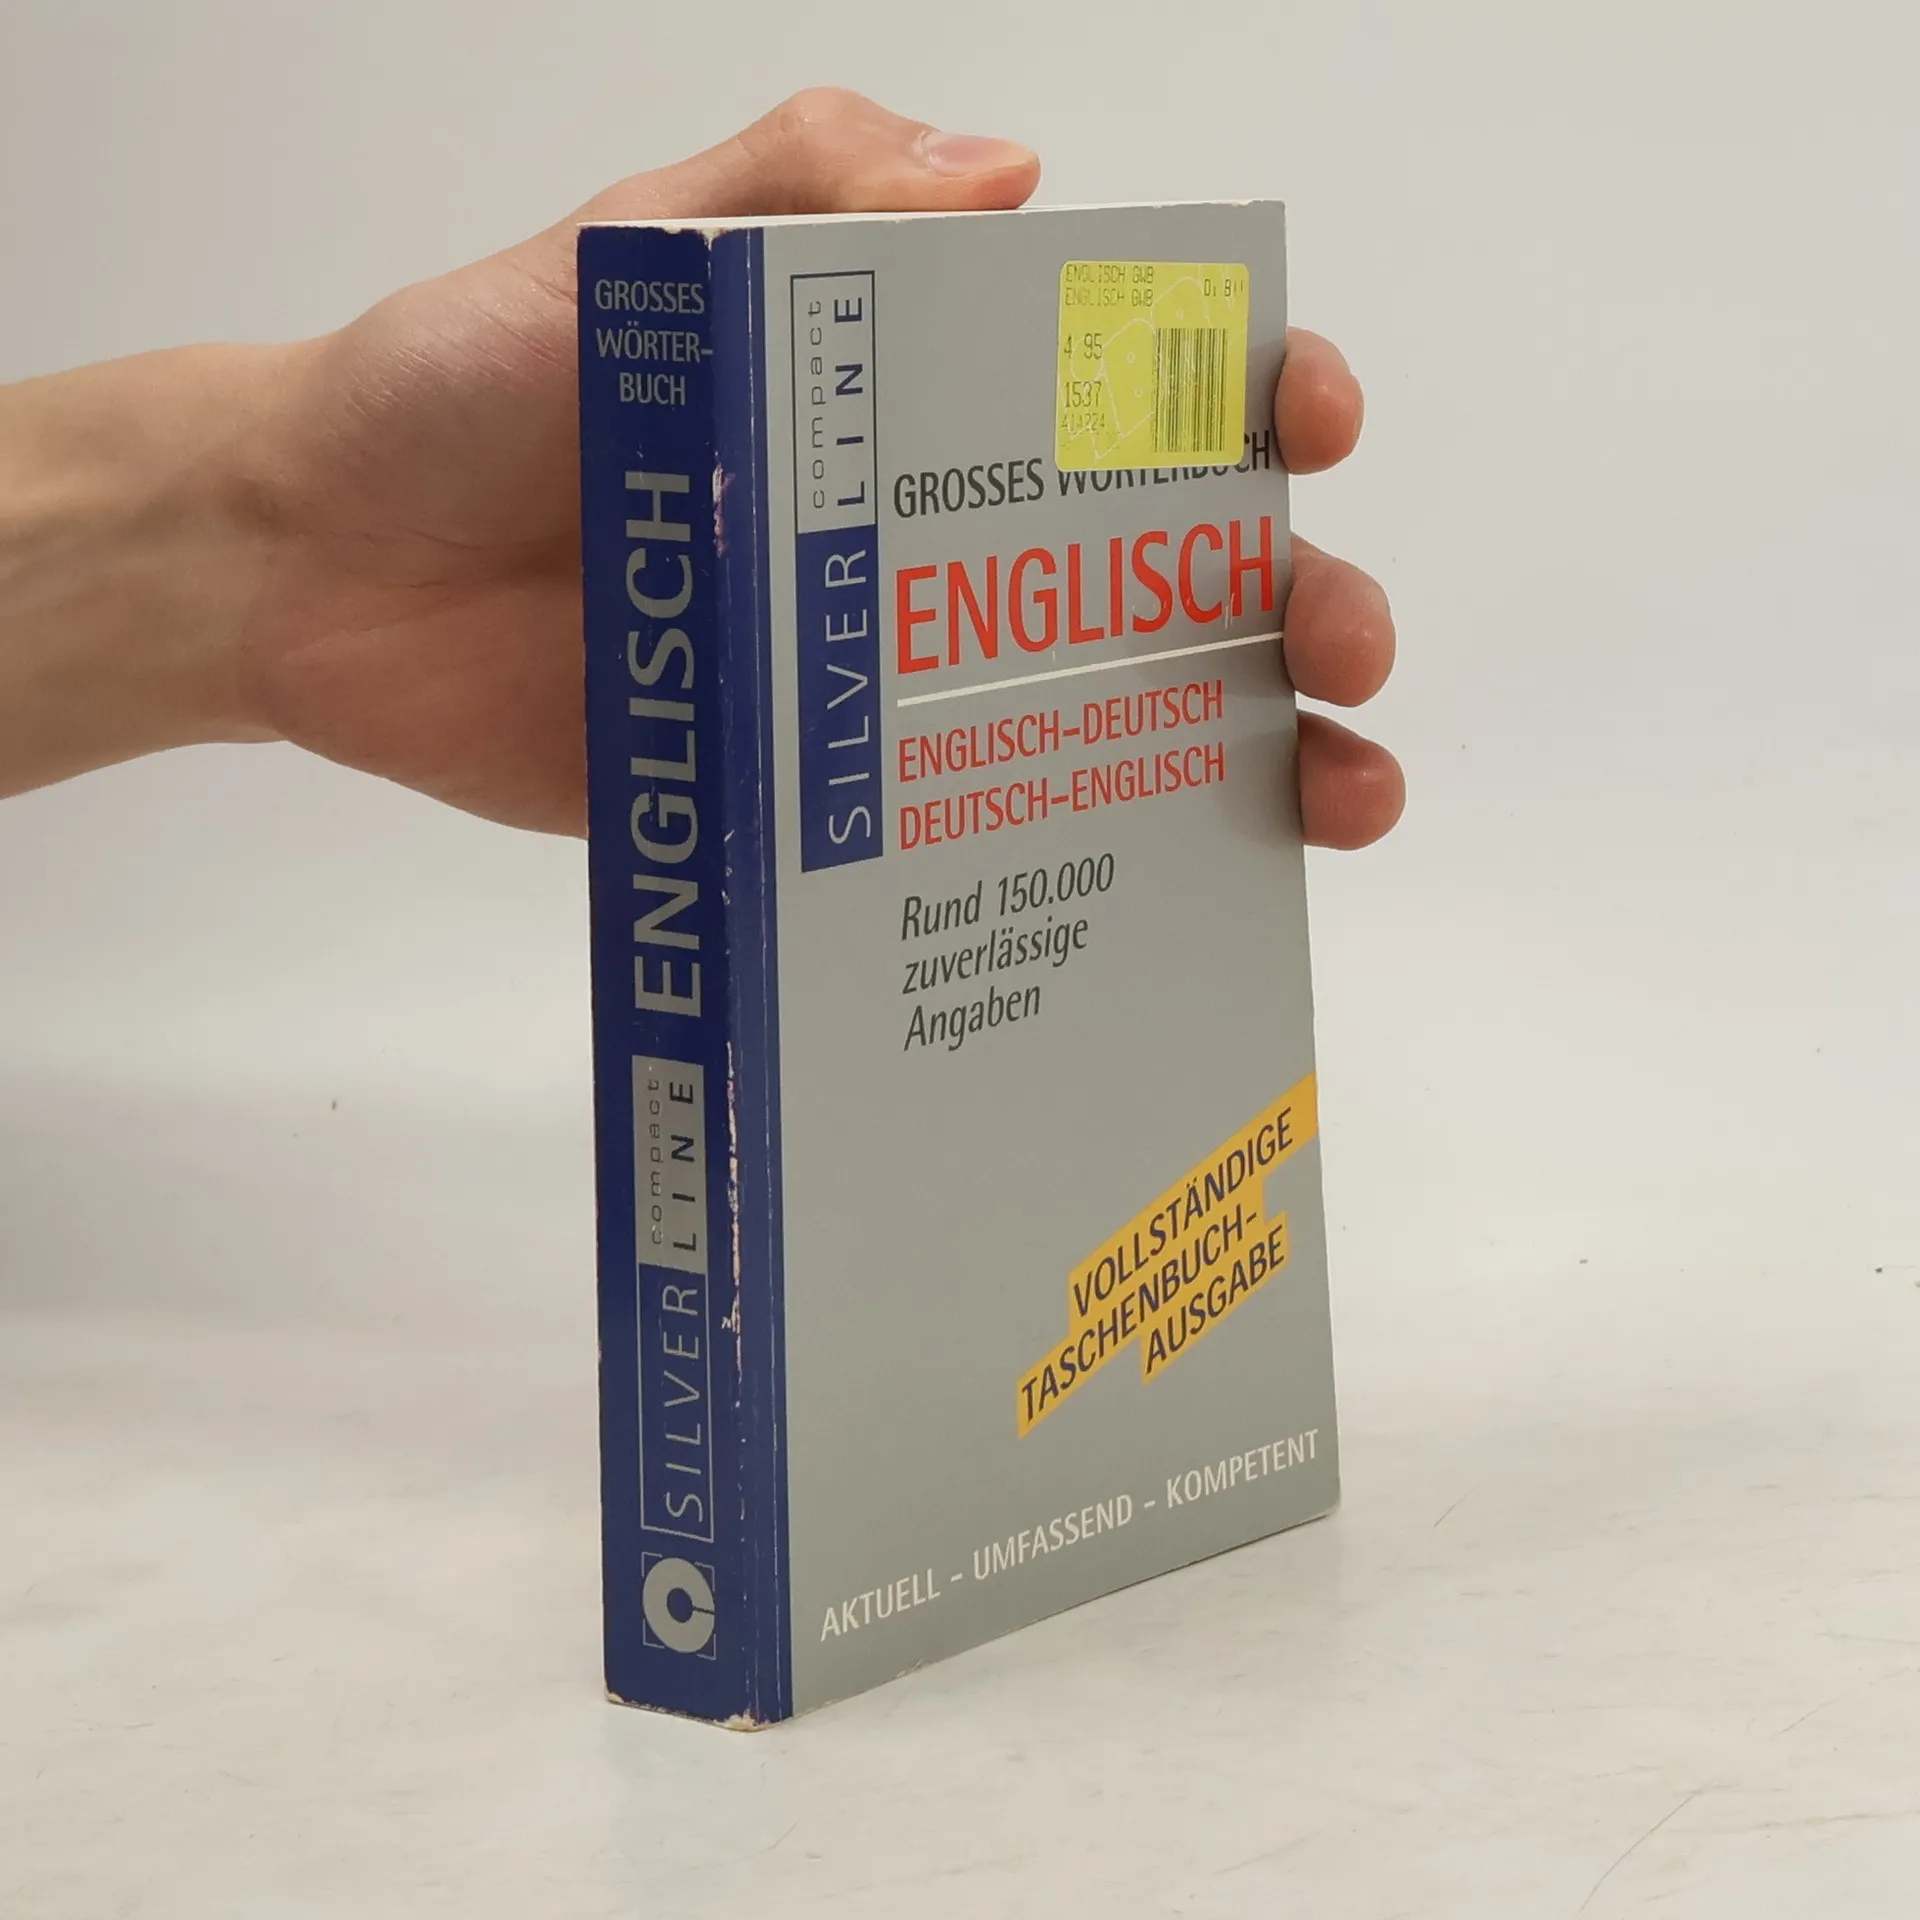 GROSSES
WÖRTER-
BUCH
ENGLISCH
compact
SILVER LINE
compact
SILVER LINE
ENGLISCH GWB
ENGLISCH GWB
4 95
1537
GROSSES WÖRTERBUCH
ENGLISCH
ENGLISCH–DEUTSCH
DEUTSCH–ENGLISCH
Rund 150.000
zuverlässige
Angaben
VOLLSTÄNDIGE
TASCHENBUCH-
AUSGABE
AKTUELL - UMFASSEND - KOMPETENT